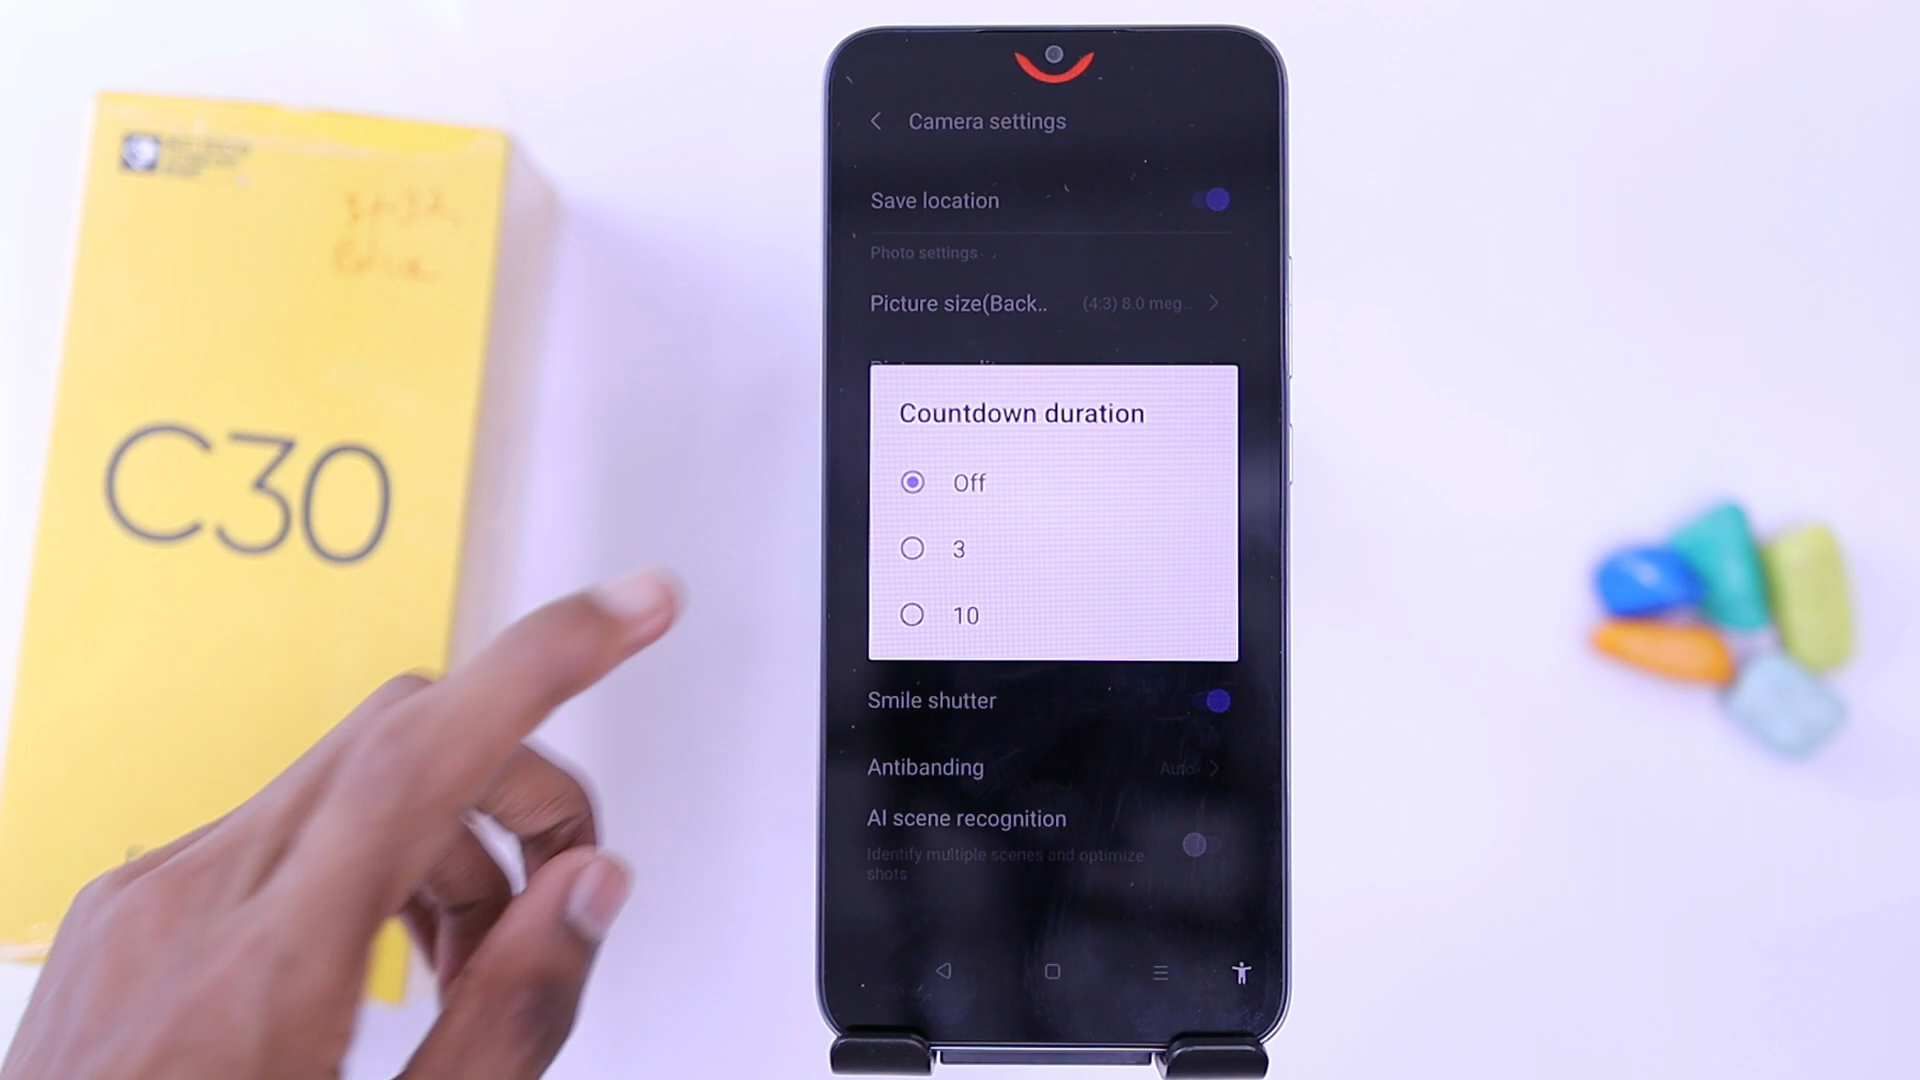 C30
Camera settings
Save location
Photo settings
Picture size(Back.. (4:3) 8.0 meg...
Countdown duration
Off
3
10
Smile shutter
Antibanding Auto
AI scene recognition
Identify multiple scenes and optimize
shots